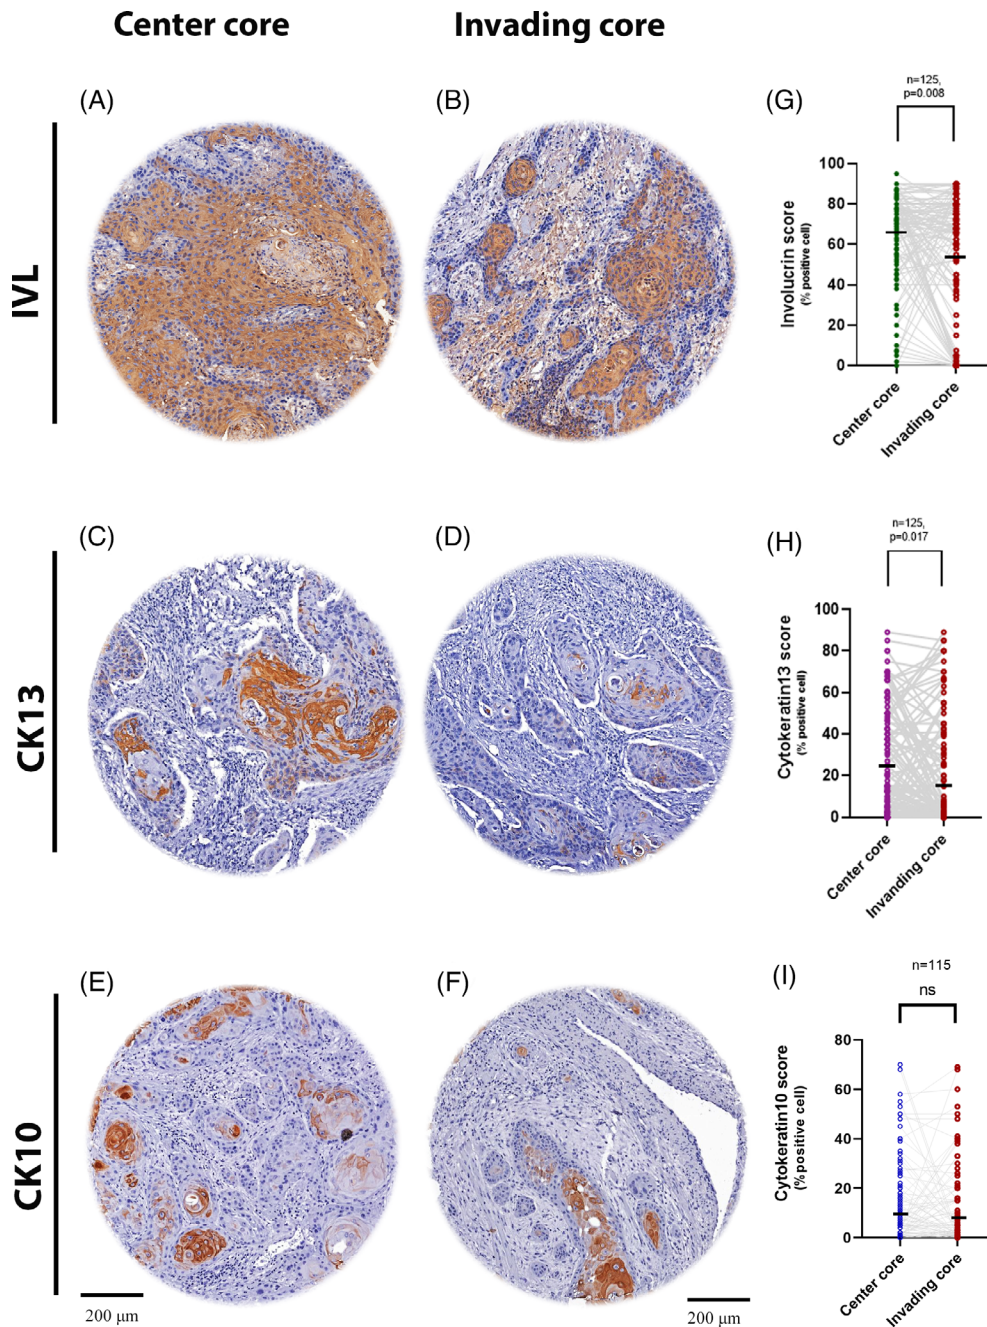 Center core
Invading core
IVL
(A)
(B)
(G)
n=125,
p=0.008
Involucrin score
(% positive cell)
100
80
60
40
20
0
Center core
Invading core
CK13
(C)
(D)
(H)
n=125,
p=0.017
Cytokeratin13 score
(% positive cell)
100
80
60
40
20
0
Center core
Invanding core
CK10
(E)
(F)
(I)
n=115
ns
Cytokeratin10 score
(% positive cell)
80
60
40
20
0
Center core
Invading core
200 μm
200 μm